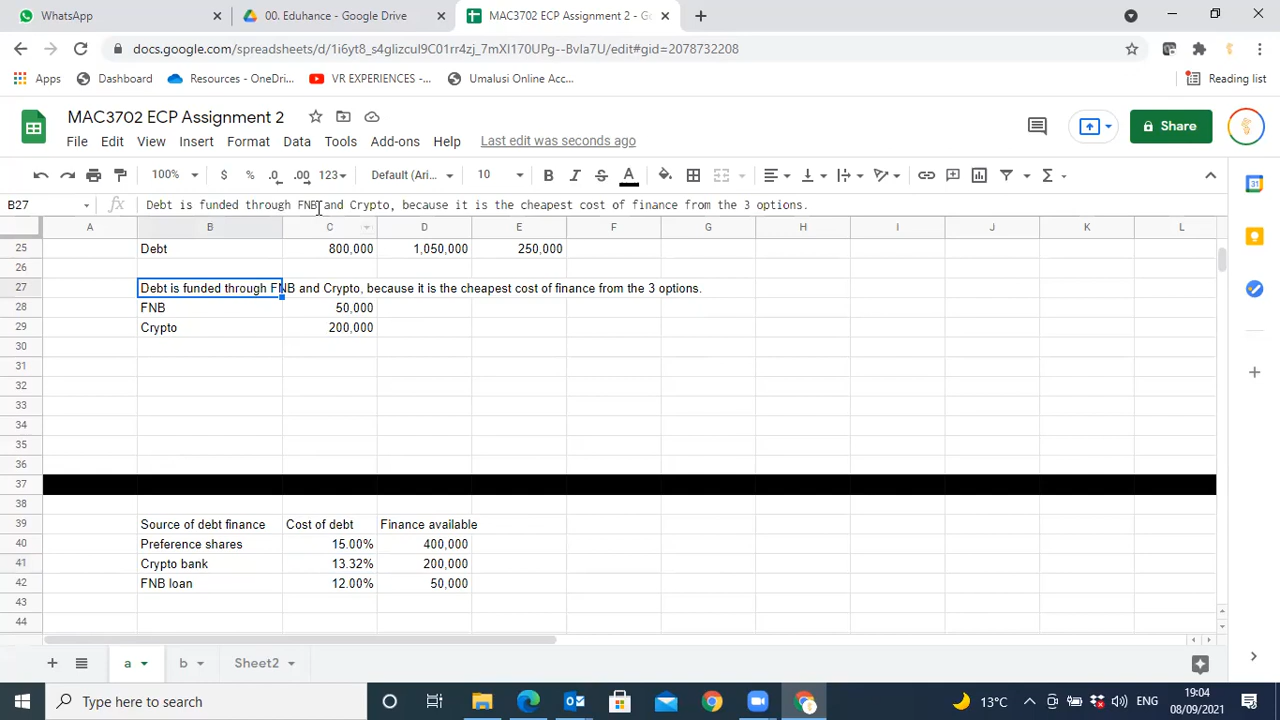 WhatsApp
00. Eduhance - Google Drive
MAC3702 ECP Assignment 2 - Go
docs.google.com/spreadsheets/d/1i6yt8_s4glizcuI9C01rr4zj_7mXI170UPg--Bvla7U/edit#gid=2078732208
Apps Dashboard Resources - OneDri... VR EXPERIENCES -... Umalusi Online Acc... Reading list
MAC3702 ECP Assignment 2
Share
File Edit View Insert Format Data Tools Add-ons Help Last edit was seconds ago
100% $ % .0 .00 123 Default (Ari... 10 B I S A
B27 fx Debt is funded through FNB and Crypto, because it is the cheapest cost of finance from the 3 options.
A B C D E F G H I J K L
25 Debt 800,000 1,050,000 250,000
26
27 Debt is funded through FNB and Crypto, because it is the cheapest cost of finance from the 3 options.
28 FNB 50,000
29 Crypto 200,000
30
31
32
33
34
35
36
37
38
39 Source of debt finance Cost of debt Finance available
40 Preference shares 15.00% 400,000
41 Crypto bank 13.32% 200,000
42 FNB loan 12.00% 50,000
43
44
a b Sheet2
Type here to search
13°C ENG
19:04
08/09/2021